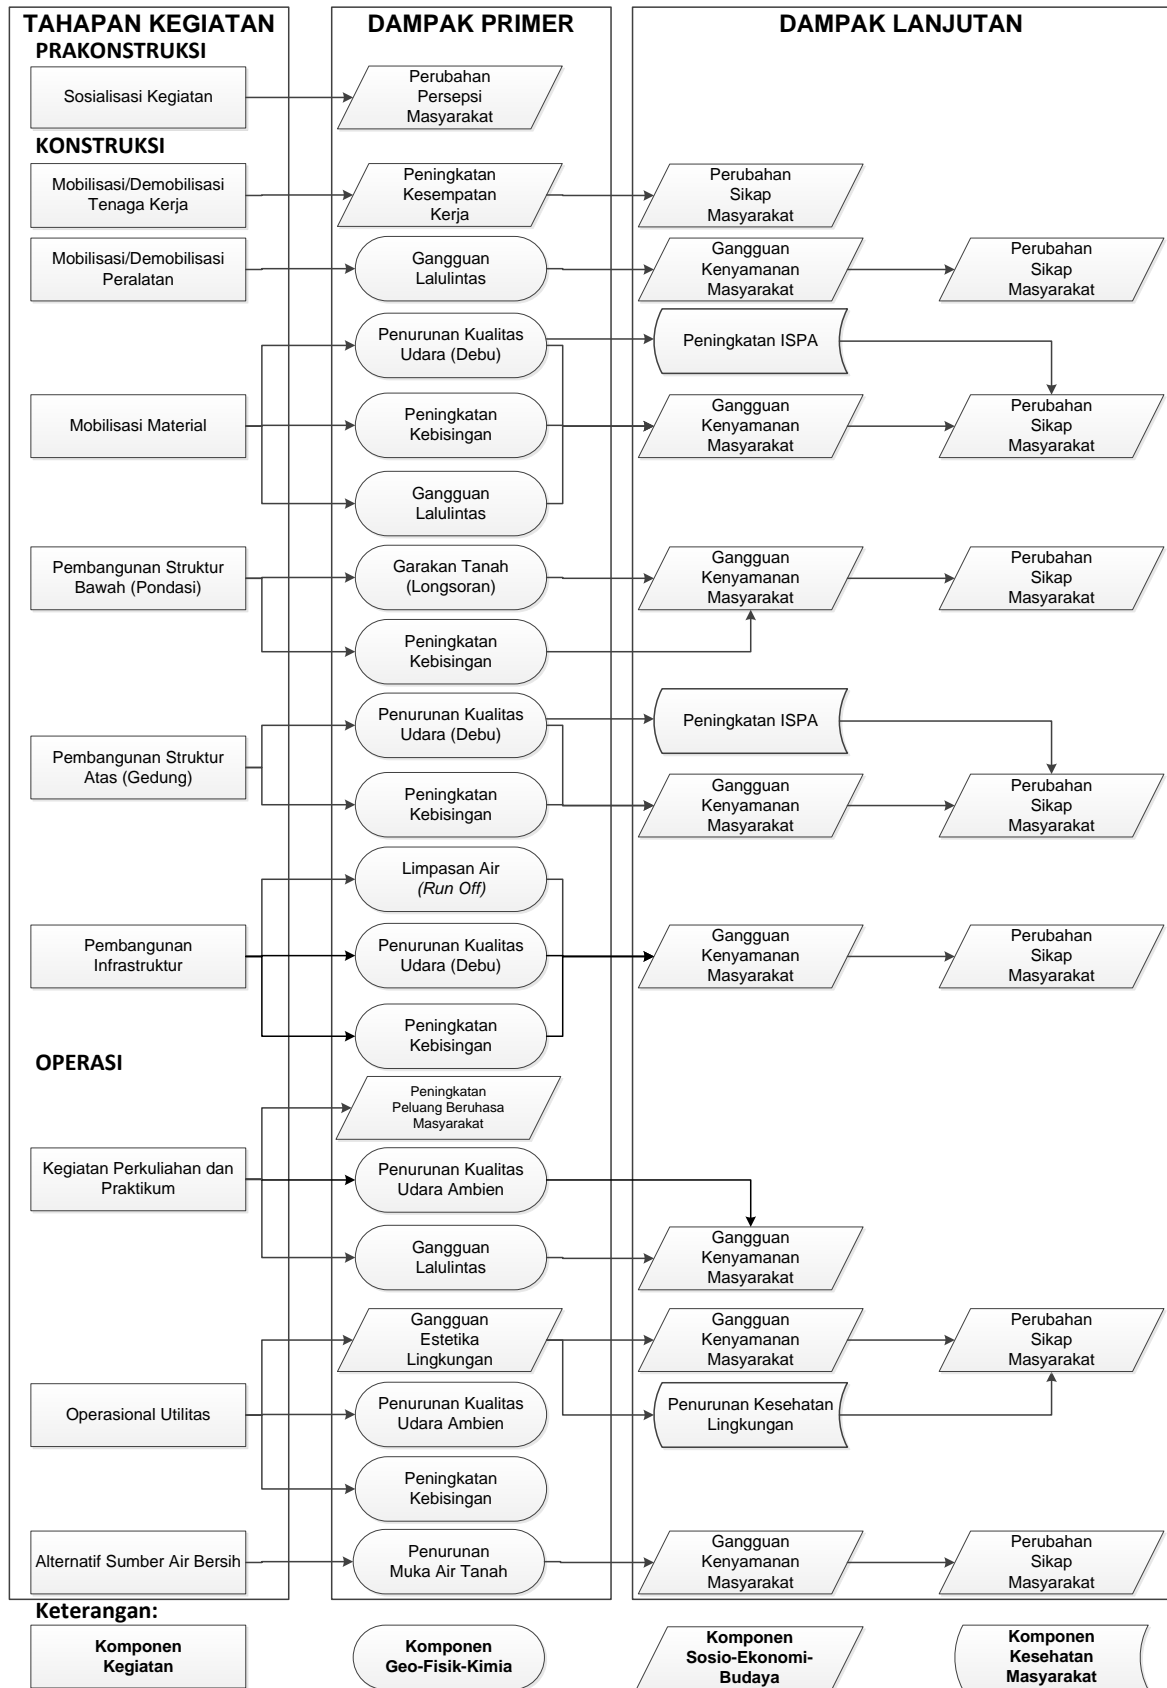 TAHAPAN KEGIATAN
DAMPAK PRIMER
DAMPAK LANJUTAN
PRAKONSTRUKSI
Sosialisasi Kegiatan
Perubahan
Persepsi
Masyarakat
KONSTRUKSI
Mobilisasi/Demobilisasi
Tenaga Kerja
Peningkatan
Kesempatan
Kerja
Perubahan
Sikap
Masyarakat
Mobilisasi/Demobilisasi
Peralatan
Gangguan
Lalulintas
Gangguan
Kenyamanan
Masyarakat
Perubahan
Sikap
Masyarakat
Mobilisasi Material
Penurunan Kualitas
Udara (Debu)
Peningkatan ISPA
Peningkatan
Kebisingan
Gangguan
Kenyamanan
Masyarakat
Perubahan
Sikap
Masyarakat
Gangguan
Lalulintas
Pembangunan Struktur
Bawah (Pondasi)
Garakan Tanah
(Longsoran)
Gangguan
Kenyamanan
Masyarakat
Perubahan
Sikap
Masyarakat
Peningkatan
Kebisingan
Pembangunan Struktur
Atas (Gedung)
Penurunan Kualitas
Udara (Debu)
Peningkatan ISPA
Peningkatan
Kebisingan
Gangguan
Kenyamanan
Masyarakat
Perubahan
Sikap
Masyarakat
Pembangunan
Infrastruktur
Limpasan Air
(Run Off)
Penurunan Kualitas
Udara (Debu)
Gangguan
Kenyamanan
Masyarakat
Perubahan
Sikap
Masyarakat
Peningkatan
Kebisingan
OPERASI
Kegiatan Perkuliahan dan
Praktikum
Peningkatan
Peluang Beruhasa
Masyarakat
Penurunan Kualitas
Udara Ambien
Gangguan
Lalulintas
Gangguan
Kenyamanan
Masyarakat
Operasional Utilitas
Gangguan
Estetika
Lingkungan
Gangguan
Kenyamanan
Masyarakat
Perubahan
Sikap
Masyarakat
Penurunan Kualitas
Udara Ambien
Penurunan Kesehatan
Lingkungan
Peningkatan
Kebisingan
Alternatif Sumber Air Bersih
Penurunan
Muka Air Tanah
Gangguan
Kenyamanan
Masyarakat
Perubahan
Sikap
Masyarakat
Keterangan:
Komponen
Kegiatan
Komponen
Geo-Fisik-Kimia
Komponen
Sosio-Ekonomi-
Budaya
Komponen
Kesehatan
Masyarakat